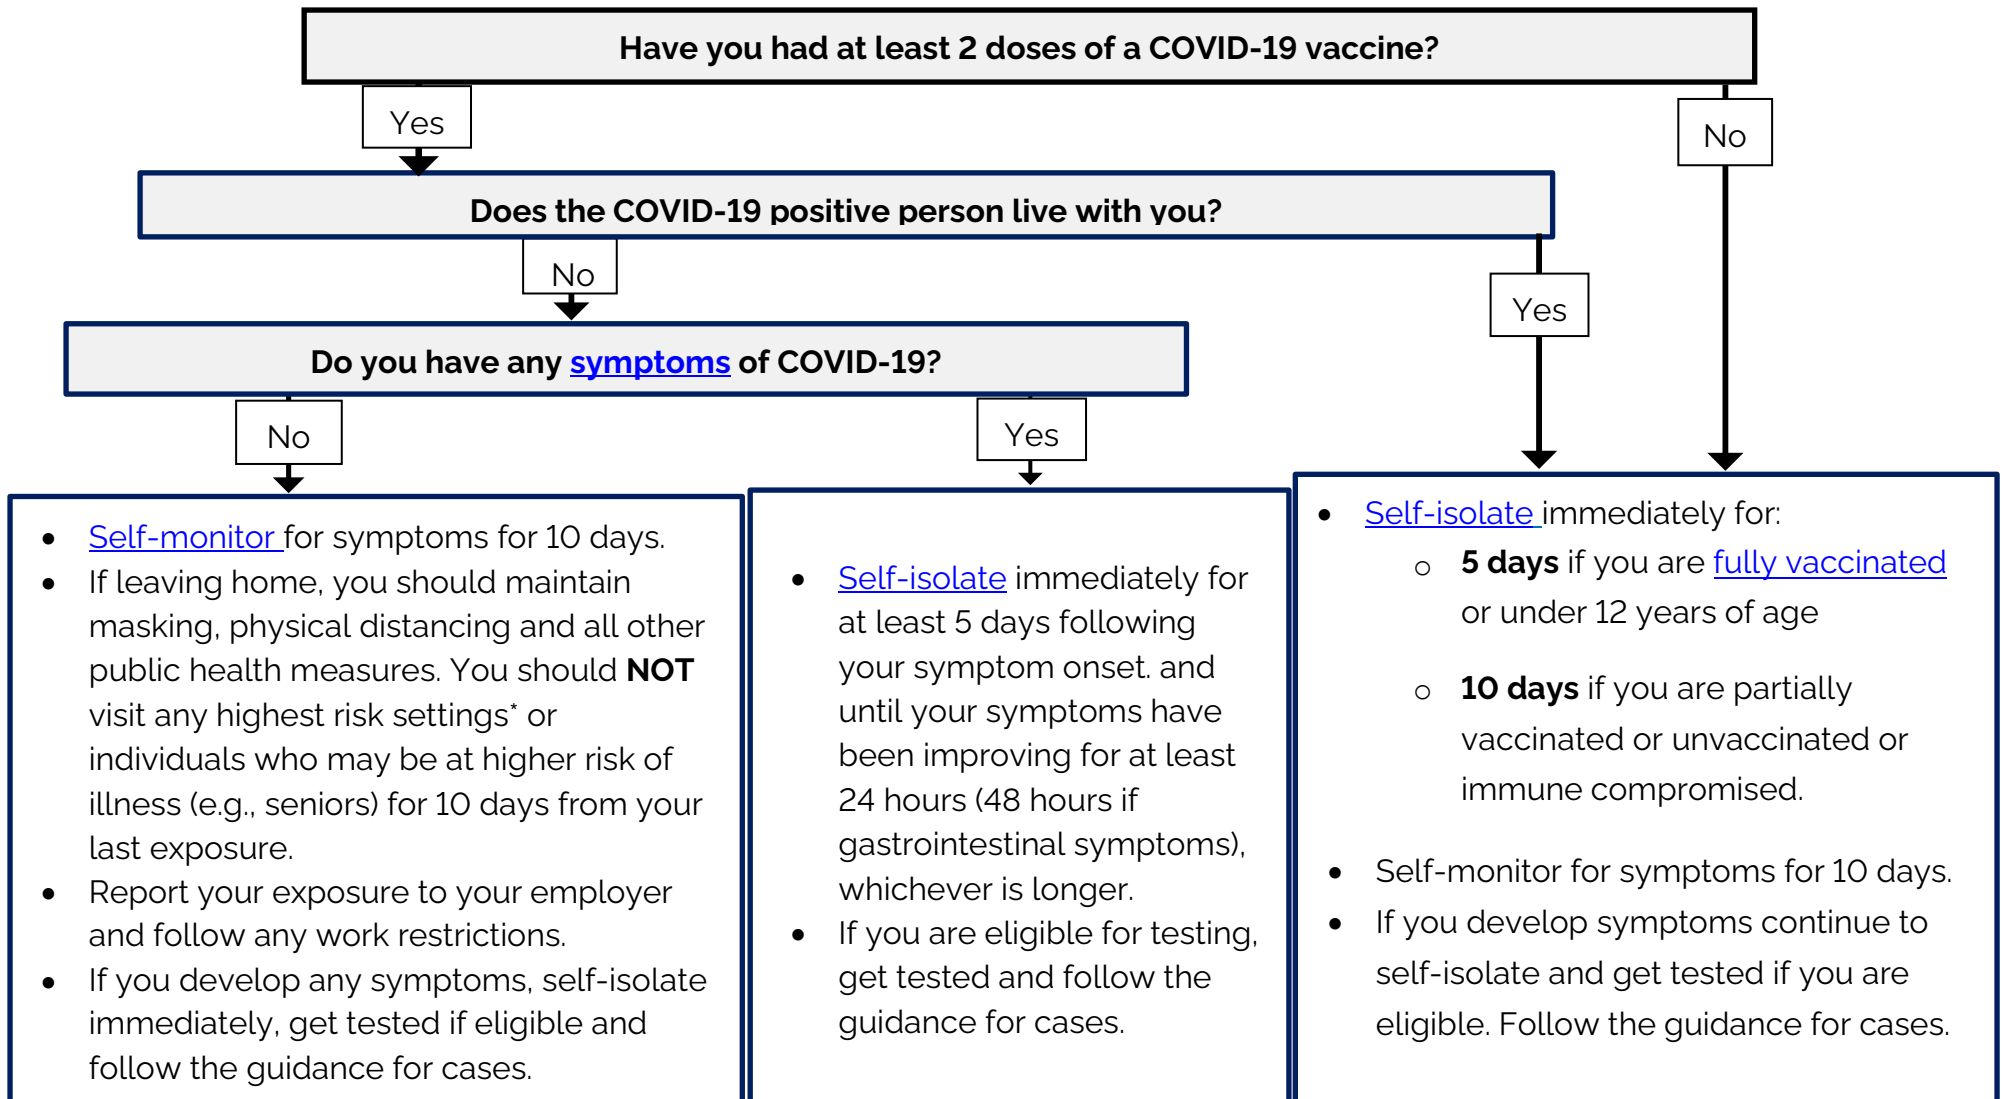 Have you had at least 2 doses of a COVID-19 vaccine?
Yes
No
Does the COVID-19 positive person live with you?
No
Yes
Do you have any symptoms of COVID-19?
No
Yes
• Self-monitor for symptoms for 10 days.
• If leaving home, you should maintain
masking, physical distancing and all other
public health measures. You should NOT
visit any highest risk settings* or
individuals who may be at higher risk of
illness (e.g., seniors) for 10 days from your
last exposure.
• Report your exposure to your employer
and follow any work restrictions.
• If you develop any symptoms, self-isolate
immediately, get tested if eligible and
follow the guidance for cases.
• Self-isolate immediately for
at least 5 days following
your symptom onset. and
until your symptoms have
been improving for at least
24 hours (48 hours if
gastrointestinal symptoms),
whichever is longer.
• If you are eligible for testing,
get tested and follow the
guidance for cases.
• Self-isolate immediately for:
o 5 days if you are fully vaccinated
or under 12 years of age
o 10 days if you are partially
vaccinated or unvaccinated or
immune compromised.
• Self-monitor for symptoms for 10 days.
• If you develop symptoms continue to
self-isolate and get tested if you are
eligible. Follow the guidance for cases.